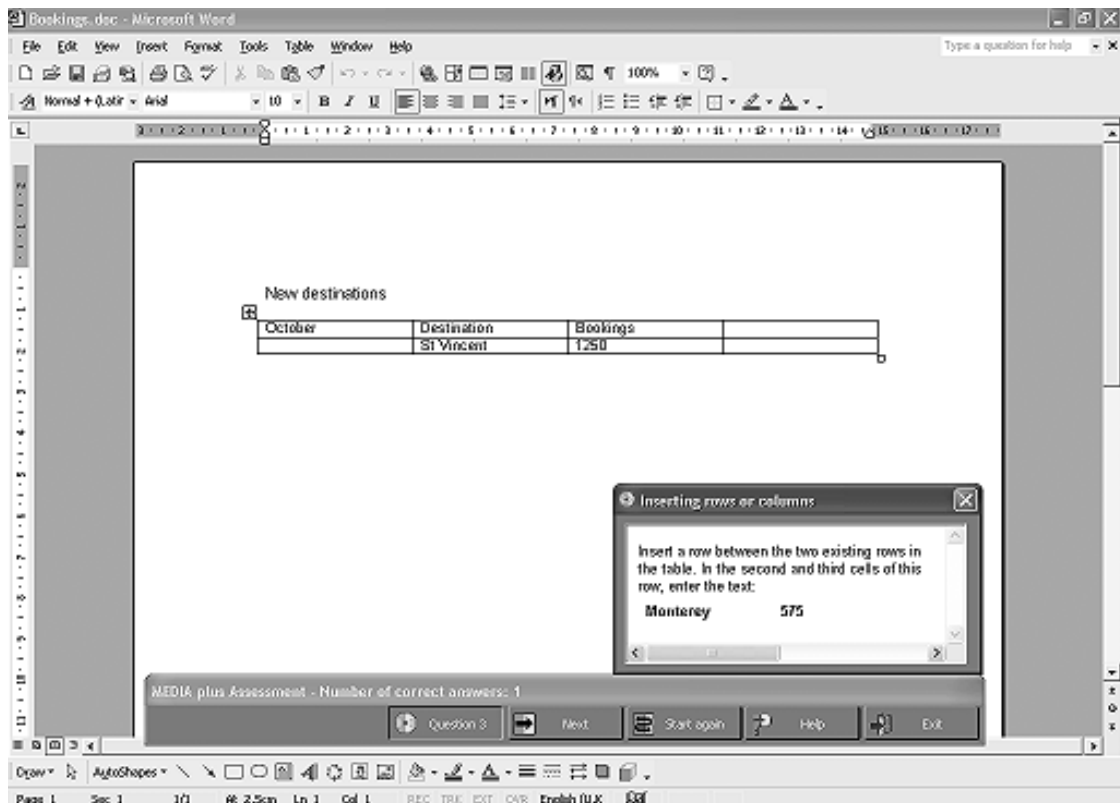 Bookings.doc - Microsoft Word
File Edit View Insert Format Tools Table Window Help Type a question for help
100%
Arial 10 B I U
New destinations
October Destination Bookings
St Vincent 1250
Inserting rows or columns
Insert a row between the two existing rows in
the table. In the second and third cells of this
row, enter the text:
Monterey 575
MEDIA plus Assessment - Number of correct answers: 1
Question 3 Next Start again Help Exit
Draw AutoShapes
Page 1 Sec 1 1/1 At 2.5cm Ln 1 Col 1 REC TRK EXT OVR English (U.K